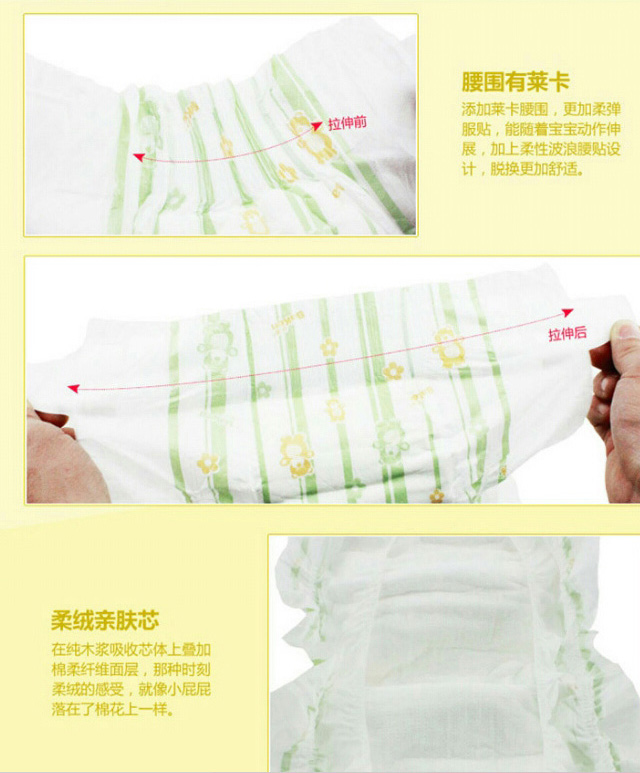 腰围有莱卡
添加莱卡腰围，更加柔弹
服贴，能随着宝宝动作伸
展，加上柔性波浪腰贴设
计，脱换更加舒适。
拉伸前
拉伸后
柔绒亲肤芯
在纯木浆吸收芯体上叠加
棉柔纤维面层，那种时刻
柔绒的感受，就像小屁屁
落在了棉花上一样。